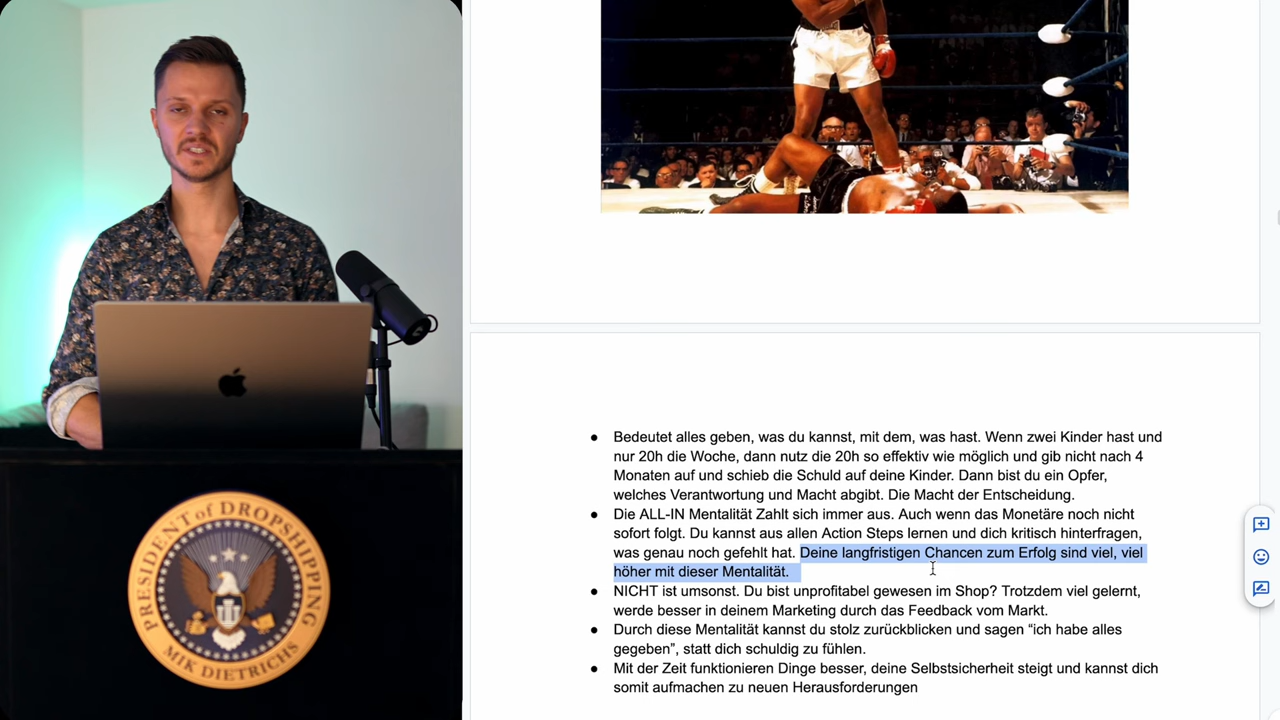 PRESIDENT of DROPSHIPPING
MIK DIETRICHS
● Bedeutet alles geben, was du kannst, mit dem, was hast. Wenn zwei Kinder hast und
nur 20h die Woche, dann nutz die 20h so effektiv wie möglich und gib nicht nach 4
Monaten auf und schieb die Schuld auf deine Kinder. Dann bist du ein Opfer,
welches Verantwortung und Macht abgibt. Die Macht der Entscheidung.
● Die ALL-IN Mentalität Zahlt sich immer aus. Auch wenn das Monetäre noch nicht
sofort folgt. Du kannst aus allen Action Steps lernen und dich kritisch hinterfragen,
was genau noch gefehlt hat. Deine langfristigen Chancen zum Erfolg sind viel, viel
höher mit dieser Mentalität.
● NICHT ist umsonst. Du bist unprofitabel gewesen im Shop? Trotzdem viel gelernt,
werde besser in deinem Marketing durch das Feedback vom Markt.
● Durch diese Mentalität kannst du stolz zurückblicken und sagen “ich habe alles
gegeben”, statt dich schuldig zu fühlen.
● Mit der Zeit funktionieren Dinge besser, deine Selbstsicherheit steigt und kannst dich
somit aufmachen zu neuen Herausforderungen